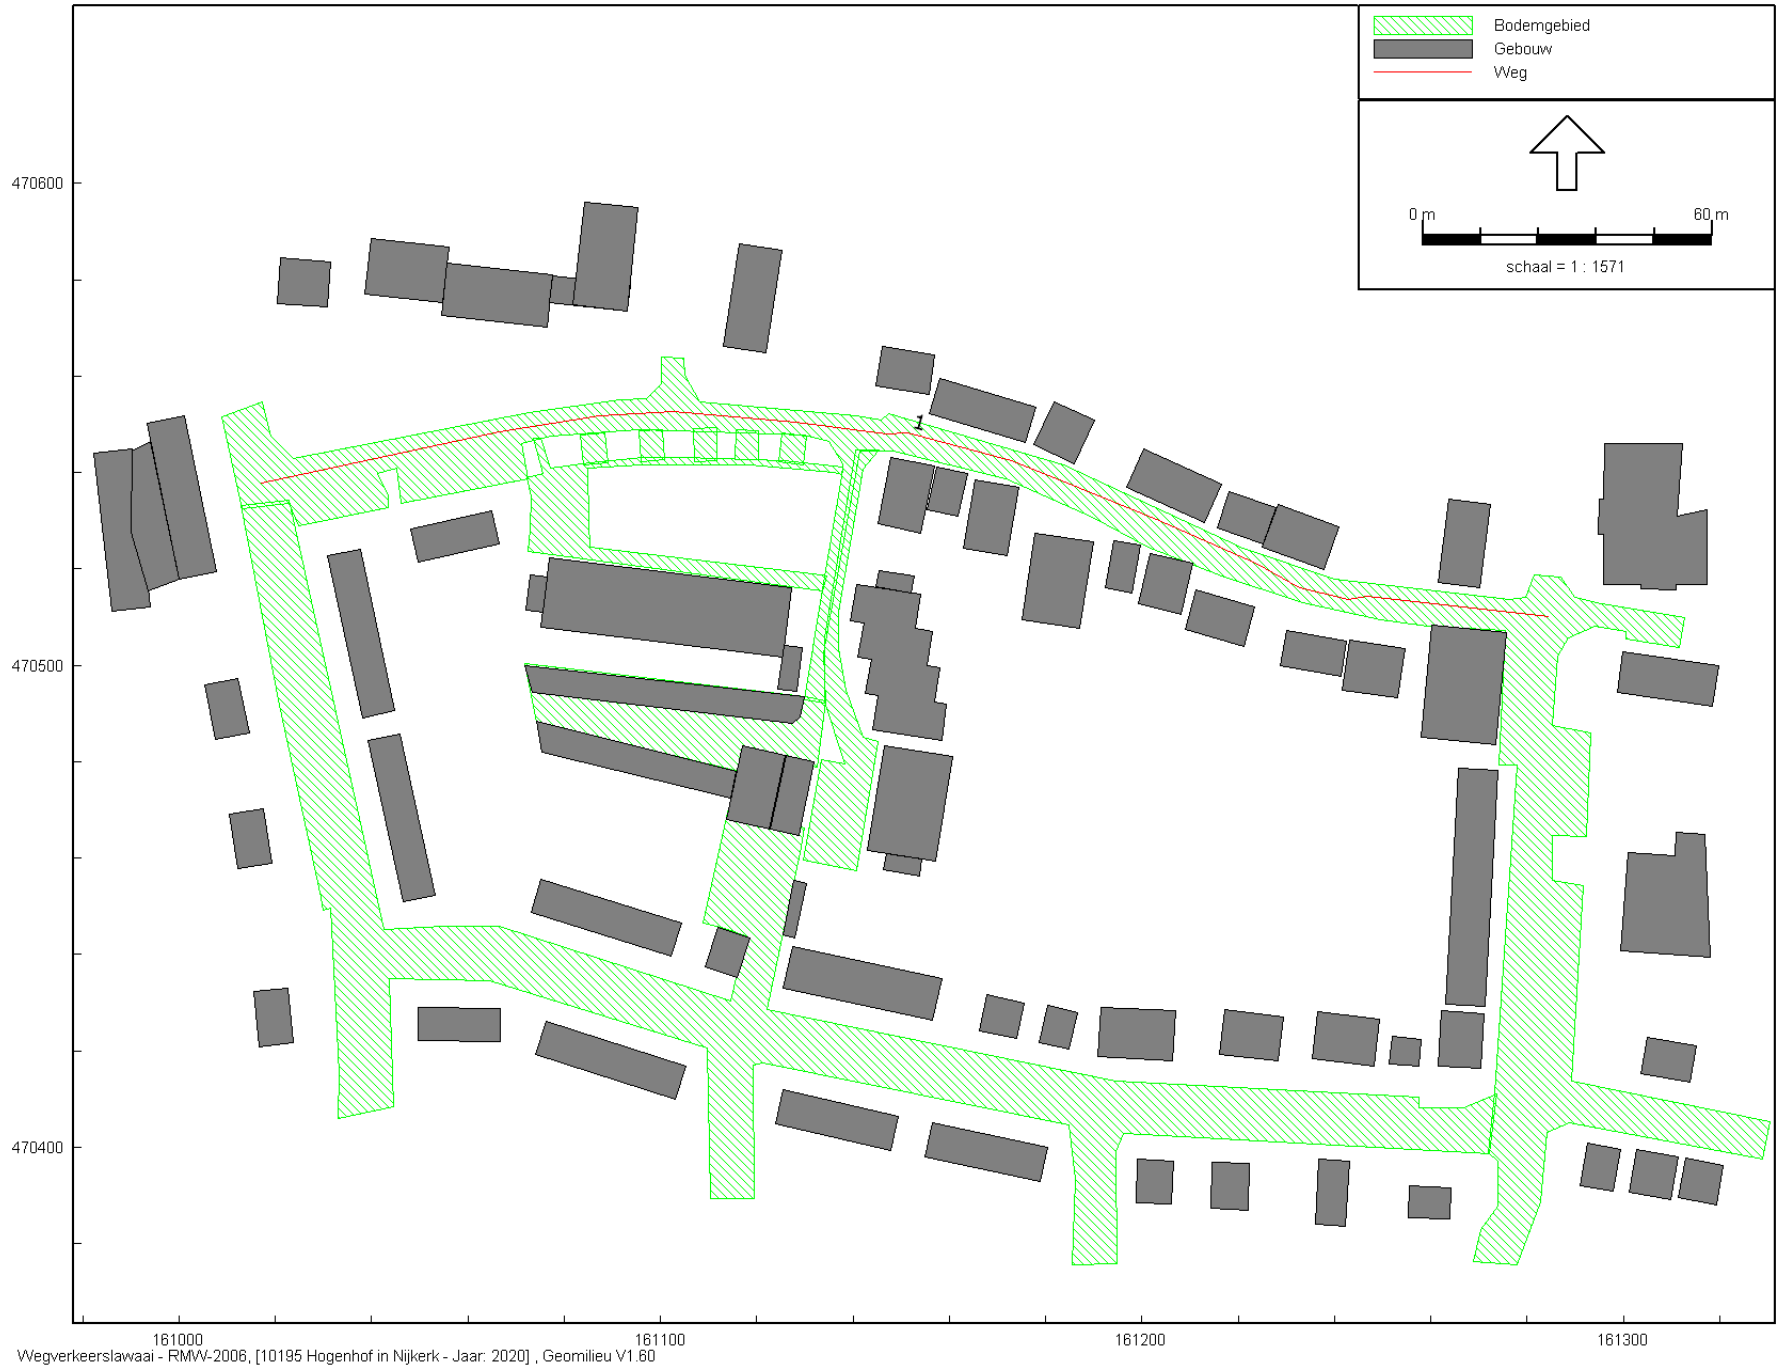 Bodemgebied
Gebouw
Weg
0 m 60 m
schaal = 1 : 1571
470600
1
470500
470400
161000 161100 161200 161300
Wegverkeerslawaai - RMW-2006, [10195 Hogenhof in Nijkerk - Jaar: 2020] , Geomilieu V1.60